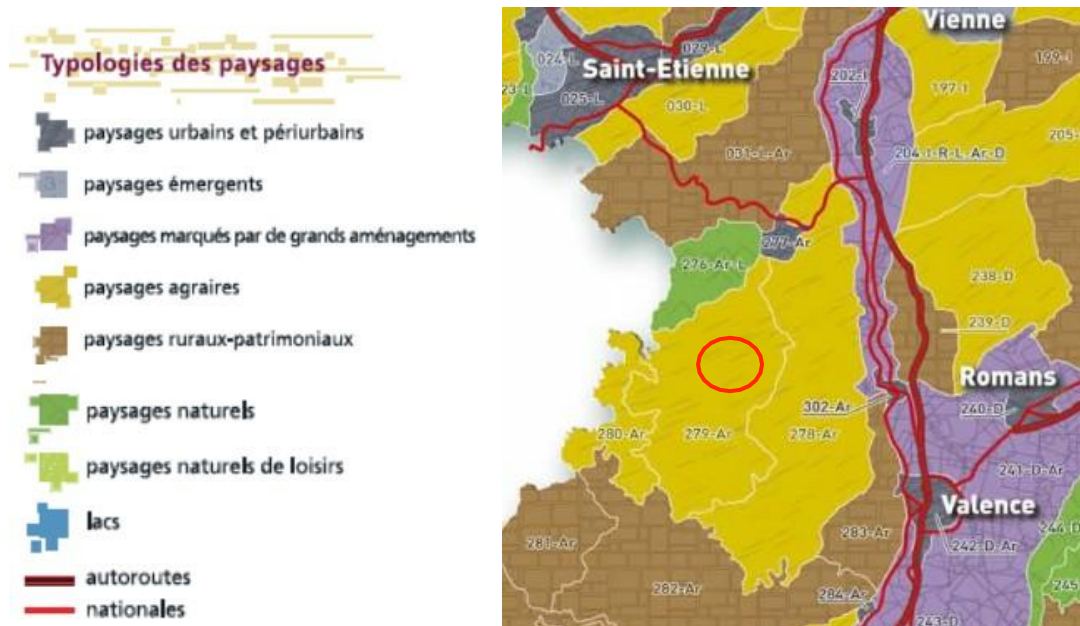 Typologies des paysages
paysages urbains et périurbains
paysages émergents
paysages marqués par de grands aménagements
paysages agraires
paysages ruraux-patrimoniaux
paysages naturels
paysages naturels de loisirs
lacs
autoroutes
nationales
Vienne
029-L
024-L
Saint-Etienne
199-I
202-I
23-L
025-L
197-I
030-L
205-
031-L-Ar
204-I-R-L-Ar-D
277-Ar
276-Ar-L
238-D
239-D
Romans
302-Ar
240-D
280-Ar
279-Ar
278-Ar
241-D-Ar
Valence
246-D
283-Ar
281-Ar
242-D-Ar
282-Ar
245
284-Ar
243-D